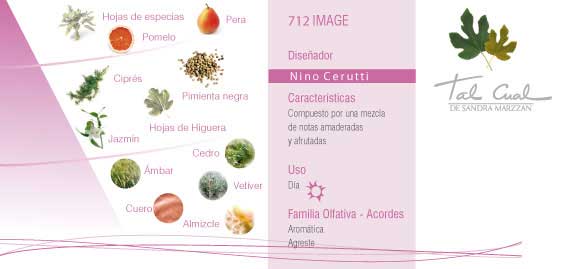 Hojas de especias
Pera
Pomelo
Ciprés
Pimienta negra
Hojas de Higuera
Jazmín
Cedro
Ámbar
Vetiver
Cuero
Almizcle
712 IMAGE
Diseñador
Nino Cerutti
Características
Compuesto por una mezcla
de notas amaderadas
y afrutadas
Uso
Día
Familia Olfativa - Acordes
Aromática
Agreste
Tal Cual
DE SANDRA MARZZAN